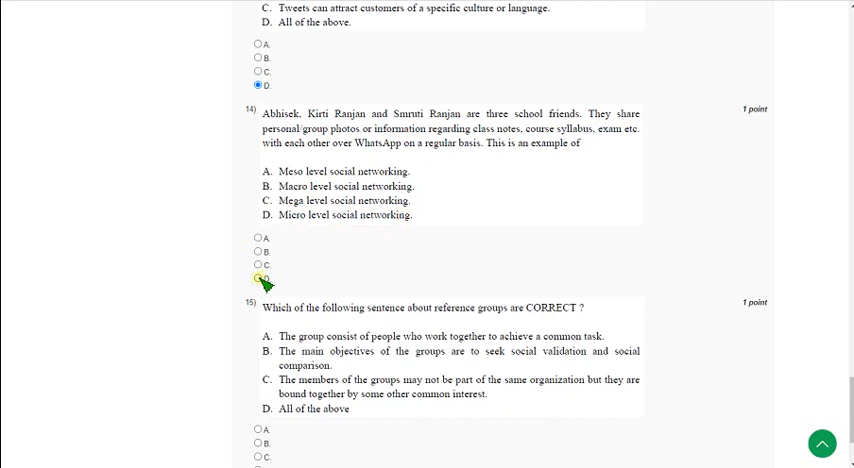 C. Tweets can attract customers of a specific culture or language.
D. All of the above.
A.
B.
C.
D.
14) 1 point
Abhisek, Kirti Ranjan and Smruti Ranjan are three school friends. They share
personal/group photos or information regarding class notes, course syllabus, exam etc.
with each other over WhatsApp on a regular basis. This is an example of
A. Meso level social networking.
B. Macro level social networking.
C. Mega level social networking.
D. Micro level social networking.
A.
B.
C.
D.
15) 1 point
Which of the following sentence about reference groups are CORRECT ?
A. The group consist of people who work together to achieve a common task.
B. The main objectives of the groups are to seek social validation and social
comparison.
C. The members of the groups may not be part of the same organization but they are
bound together by some other common interest.
D. All of the above
A.
B.
C.